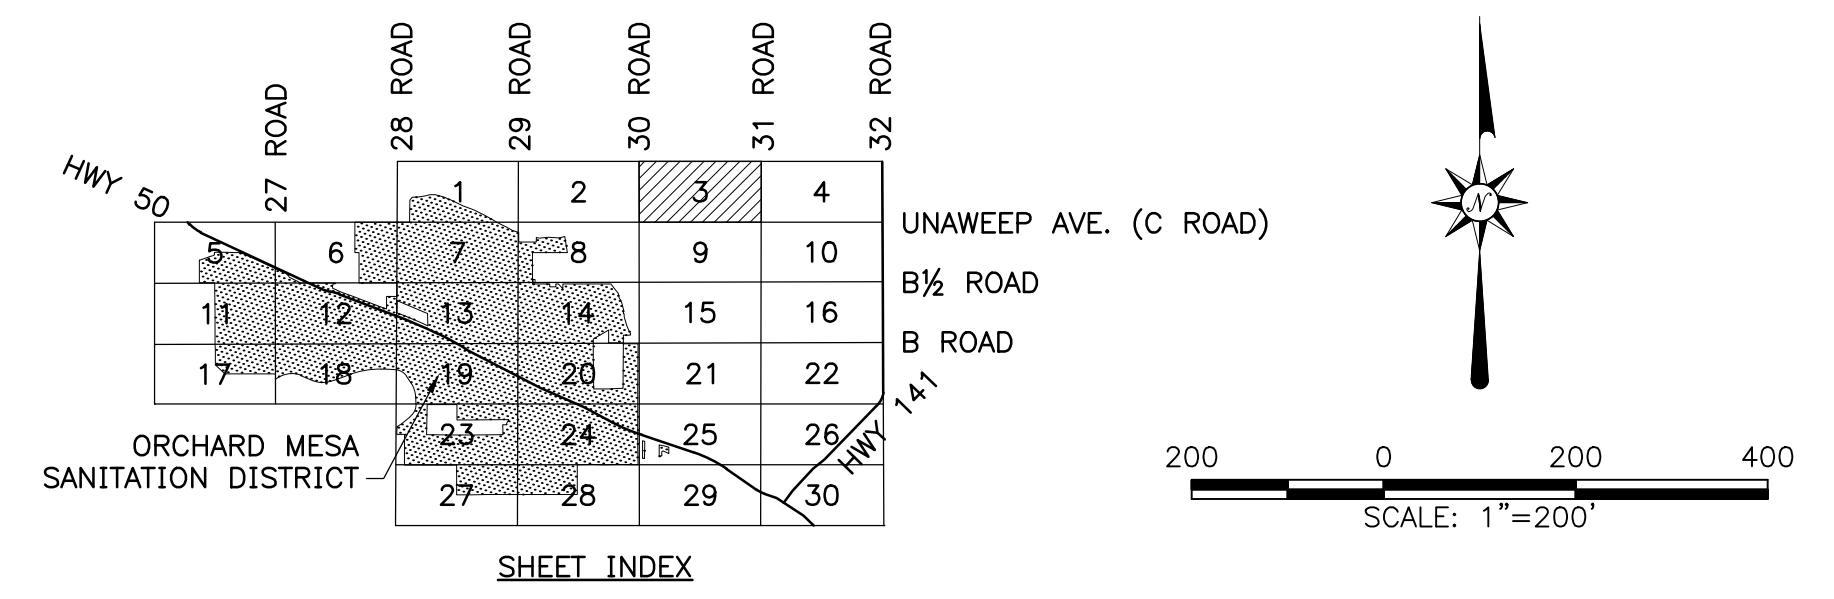 27 ROAD
28 ROAD
29 ROAD
30 ROAD
31 ROAD
32 ROAD
HWY 50
1 2 3 4
UNAWEEP AVE. (C ROAD)
5 6 7 8 9 10
B½ ROAD
11 12 13 14 15 16
B ROAD
17 18 19 20 21 22
HWY 141
23 24 25 26
ORCHARD MESA
SANITATION DISTRICT
27 28 29 30
SHEET INDEX
N
200 0 200 400
SCALE: 1"=200'